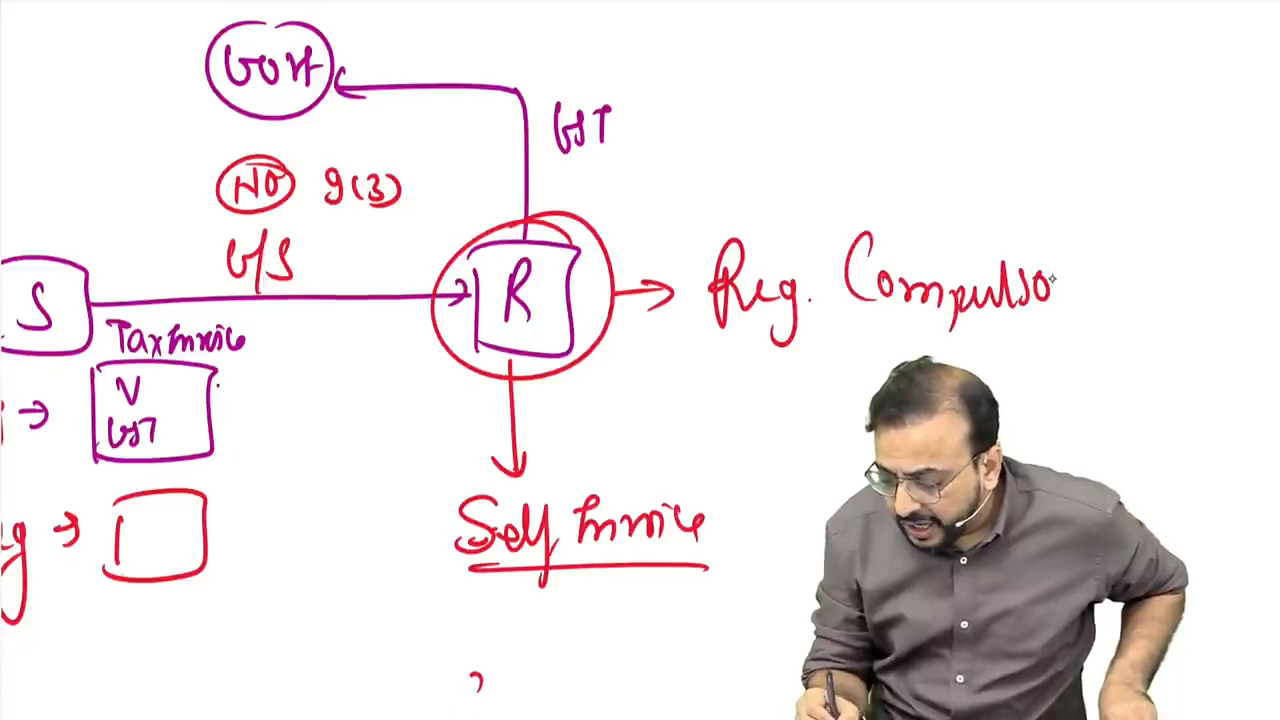 Govt
GST
NO 9(3)
G/S
S
R
Reg. Compulso
Tax Invoice
V
GST
Self Invoice